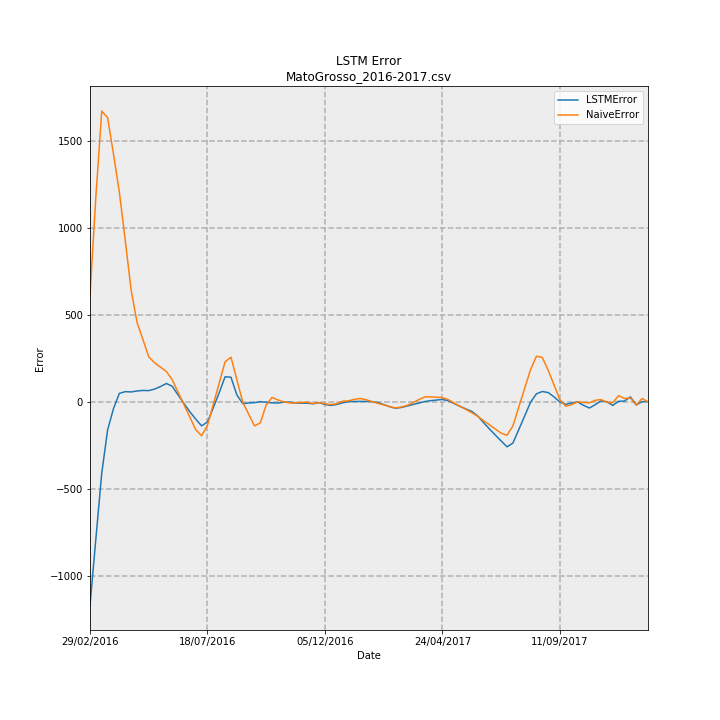 LSTM Error
MatoGrosso_2016-2017.csv
LSTMError
NaiveError
1500
1000
500
0
−500
−1000
Error
29/02/2016
18/07/2016
05/12/2016
24/04/2017
11/09/2017
Date